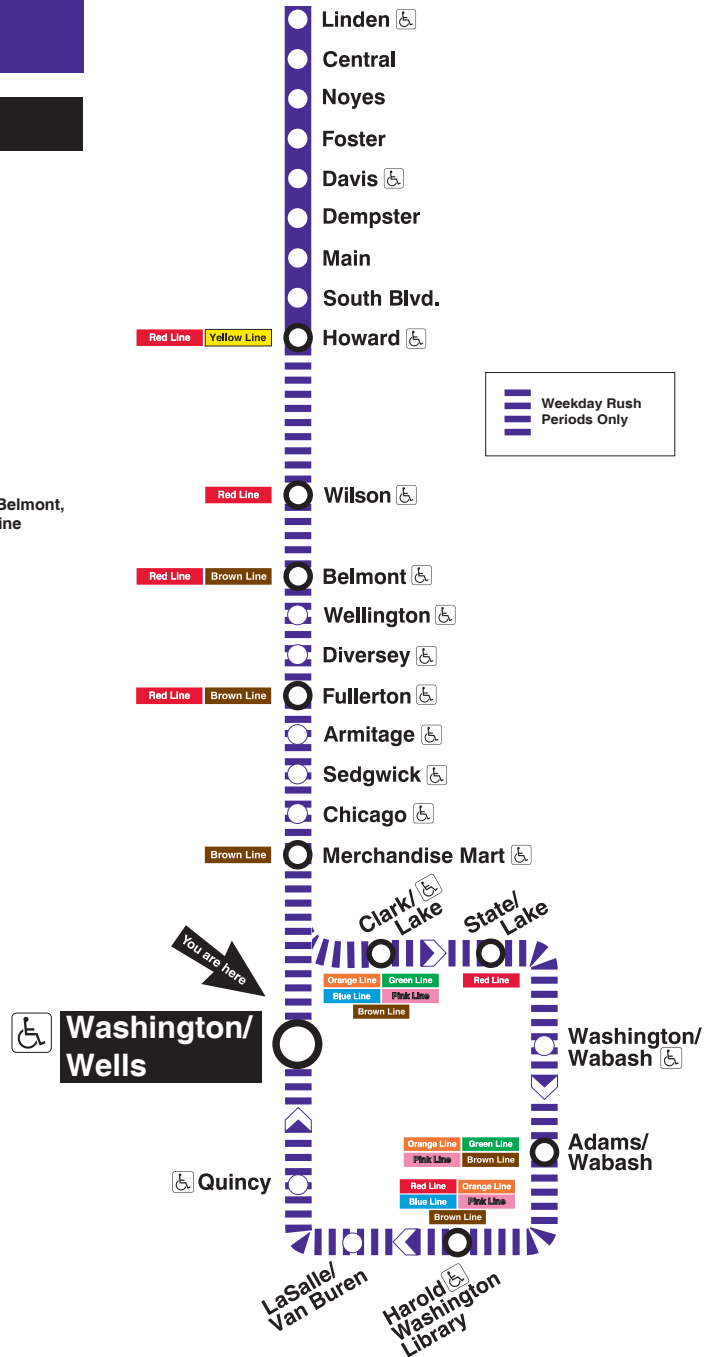 Linden
Central
Noyes
Foster
Davis
Dempster
Main
South Blvd.
Red Line Yellow Line Howard
Weekday Rush
Periods Only
Red Line Wilson
Belmont,
ine
Red Line Brown Line Belmont
Wellington
Diversey
Red Line Brown Line Fullerton
Armitage
Sedgwick
Chicago
Brown Line Merchandise Mart
Clark/
Lake
State/
Lake
You are here
Orange Line Green Line
Blue Line Pink Line
Brown Line
Red Line
Washington/
Wells
Washington/
Wabash
Orange Line Green Line
Pink Line Brown Line
Adams/
Wabash
Red Line Orange Line
Blue Line Pink Line
Brown Line
Quincy
LaSalle/
Van Buren
Harold
Washington
Library